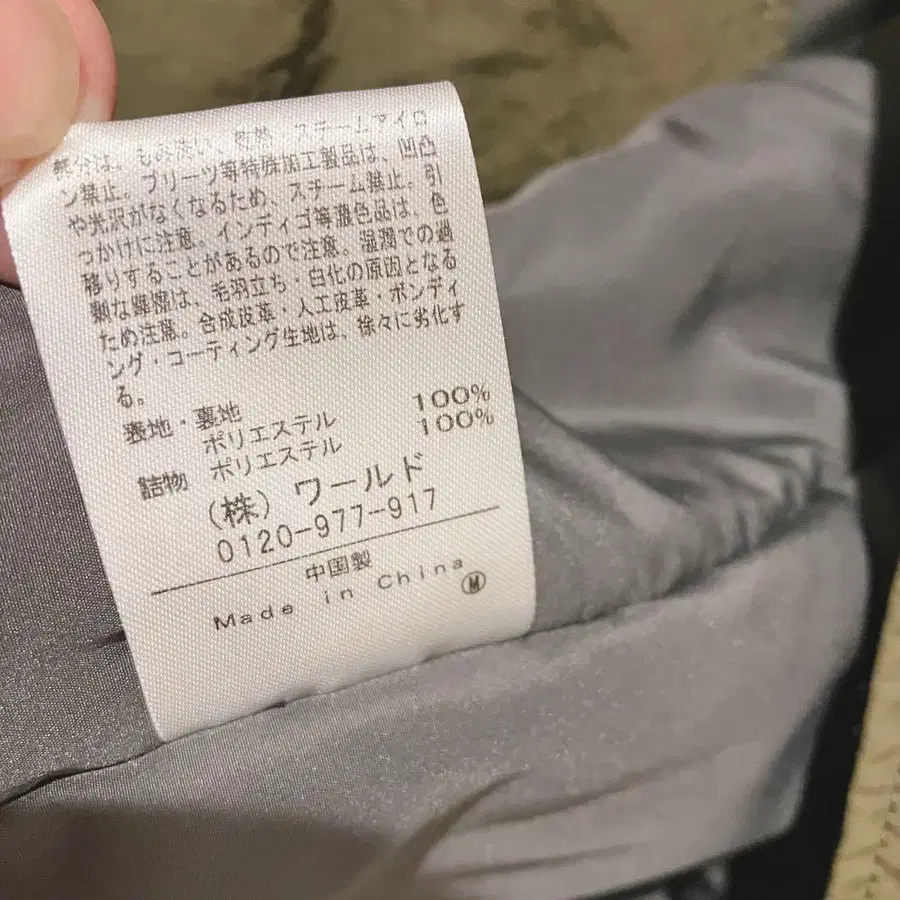 部分は、もみ洗い、乾熱・スチームアイロ
ン禁止。プリーツ等特殊加工製品は、凹凸
や光沢がなくなるため、スチーム禁止。引
っかけに注意。インディゴ等濃色品は、色
移りすることがあるので注意。湿潤での過
剰な摩擦は、毛羽立ち・白化の原因となる
ため注意。合成皮革・人工皮革・ボンディ
ング・コーティング生地は、徐々に劣化す
る。
表地・裏地
ポリエステル 100%
詰物 ポリエステル 100%
(株) ワールド
0120-977-917
中国製
Made in China Ⓜ